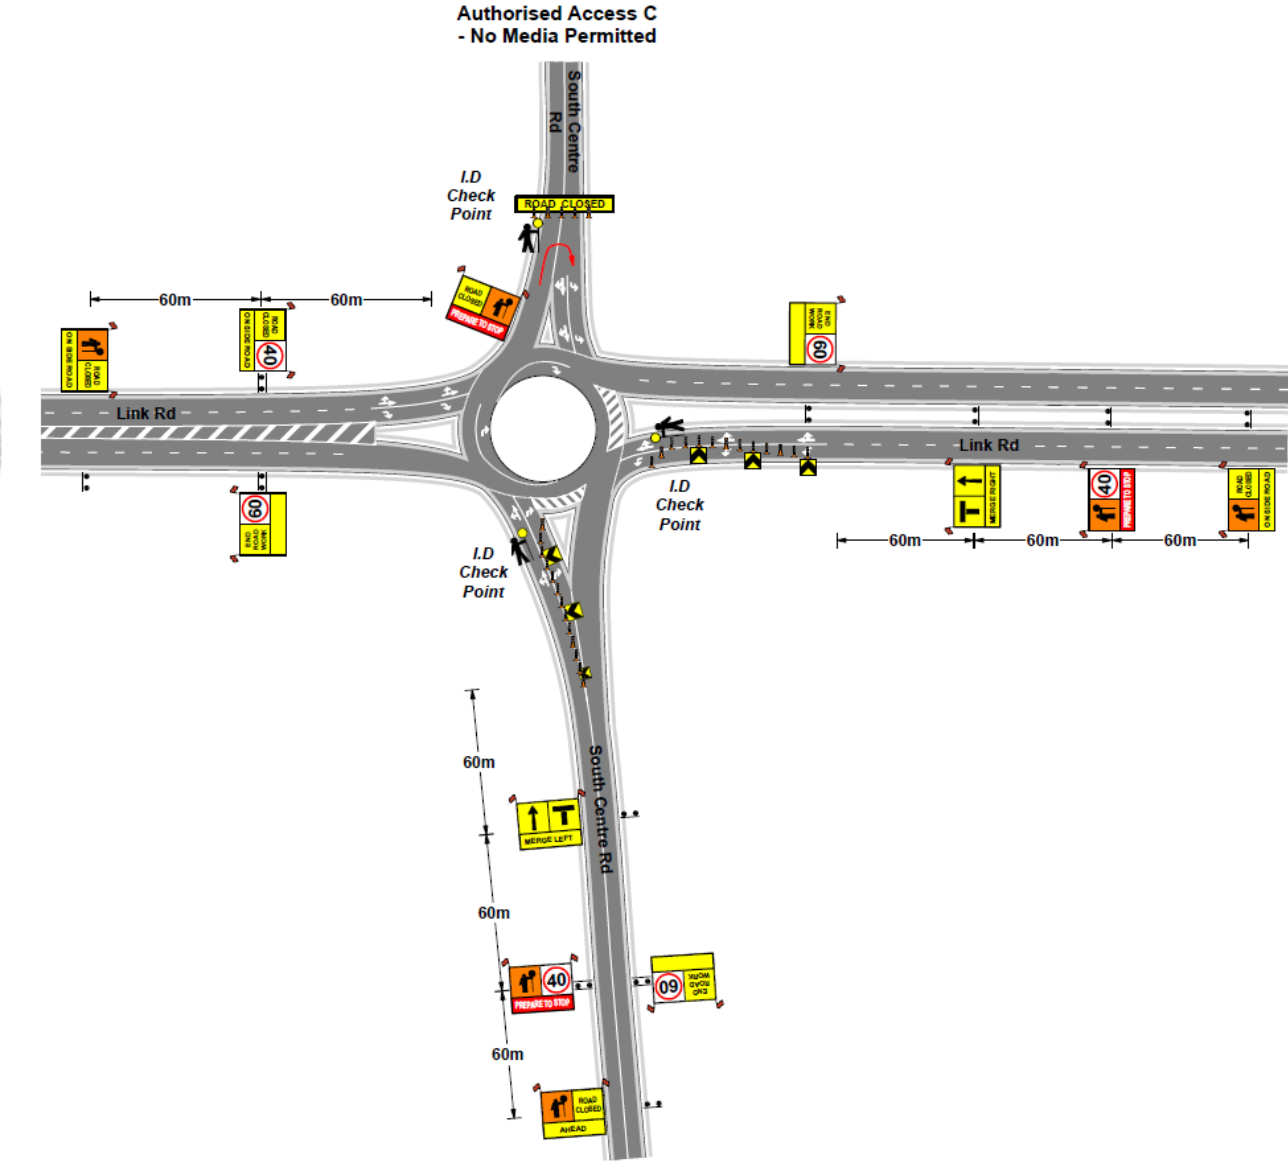 Authorised Access C
- No Media Permitted
South Centre
Rd
I.D
Check
Point
ROAD CLOSED
ROAD
CLOSED
PREPARE TO STOP
60m
60m
ROAD
CLOSED
ON SIDE ROAD
ROAD
CLOSED
40
ON SIDE ROAD
END
ROAD
WORK
60
Link Rd
Link Rd
60
END
ROAD
WORK
I.D
Check
Point
I.D
Check
Point
MERGE RIGHT
40
PREPARE TO STOP
ROAD
CLOSED
ON SIDE ROAD
60m
60m
60m
60m
South Centre Rd
MERGE LEFT
60m
40
PREPARE TO STOP
END
ROAD
WORK
60
60m
ROAD
CLOSED
AHEAD